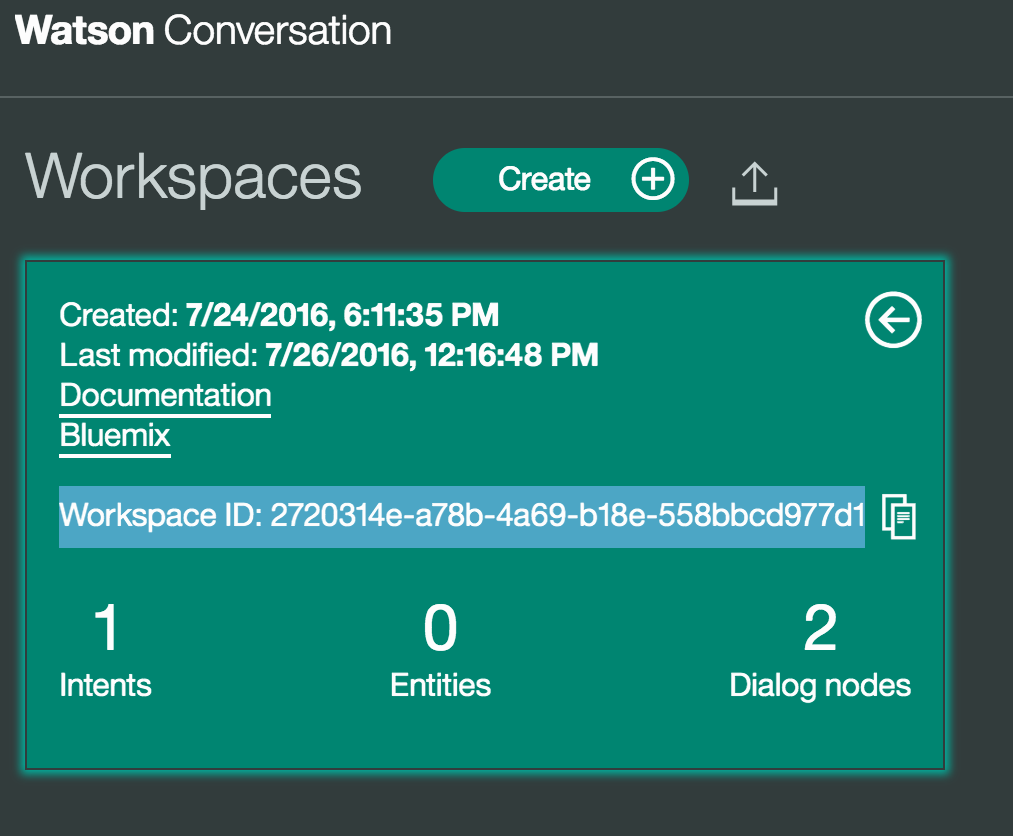 Watson Conversation
Workspaces
Create
Created: 7/24/2016, 6:11:35 PM
Last modified: 7/26/2016, 12:16:48 PM
Documentation
Bluemix
Workspace ID: 2720314e-a78b-4a69-b18e-558bbcd977d1
1 0 2
Intents Entities Dialog nodes